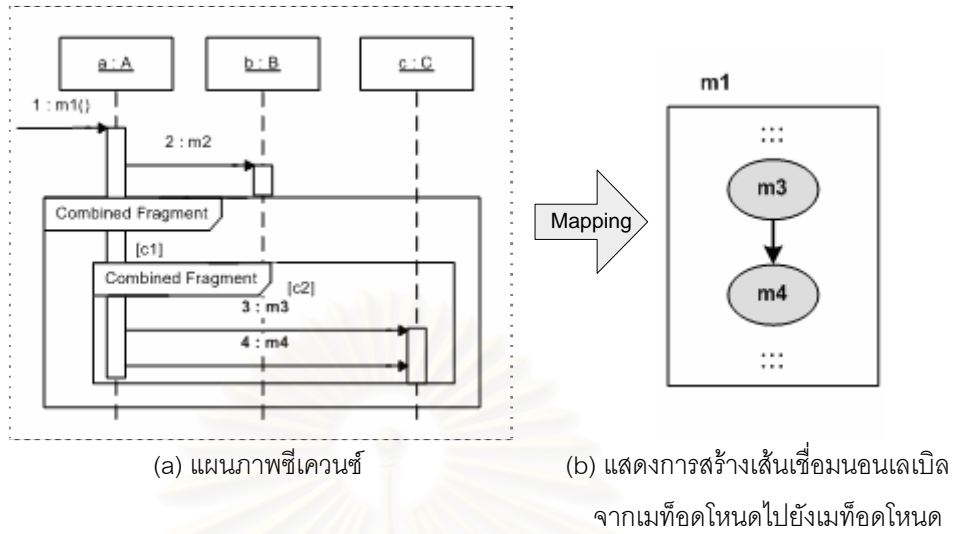 a : A
b : B
c : C
1 : m1()
2 : m2
Combined Fragment
[c1]
Combined Fragment
[c2]
3 : m3
4 : m4
Mapping
m1
m3
m4
(a) แผนภาพซีเควนซ์
(b) แสดงการสร้างเส้นเชื่อมนอนเลเบิล
จากเมท็อดโหนดไปยังเมท็อดโหนด